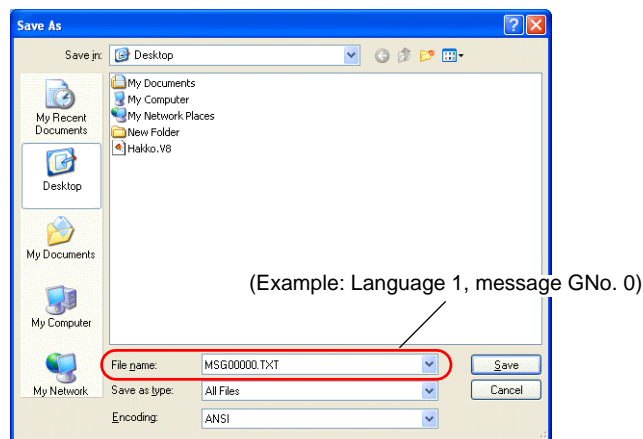 Save As
Save in:
Desktop
My Documents
My Computer
My Network Places
New Folder
Hakko.V8
My Recent
Documents
Desktop
My Documents
My Computer
My Network
(Example: Language 1, message GNo. 0)
File name:
MSG00000.TXT
Save
Save as type:
All Files
Cancel
Encoding:
ANSI